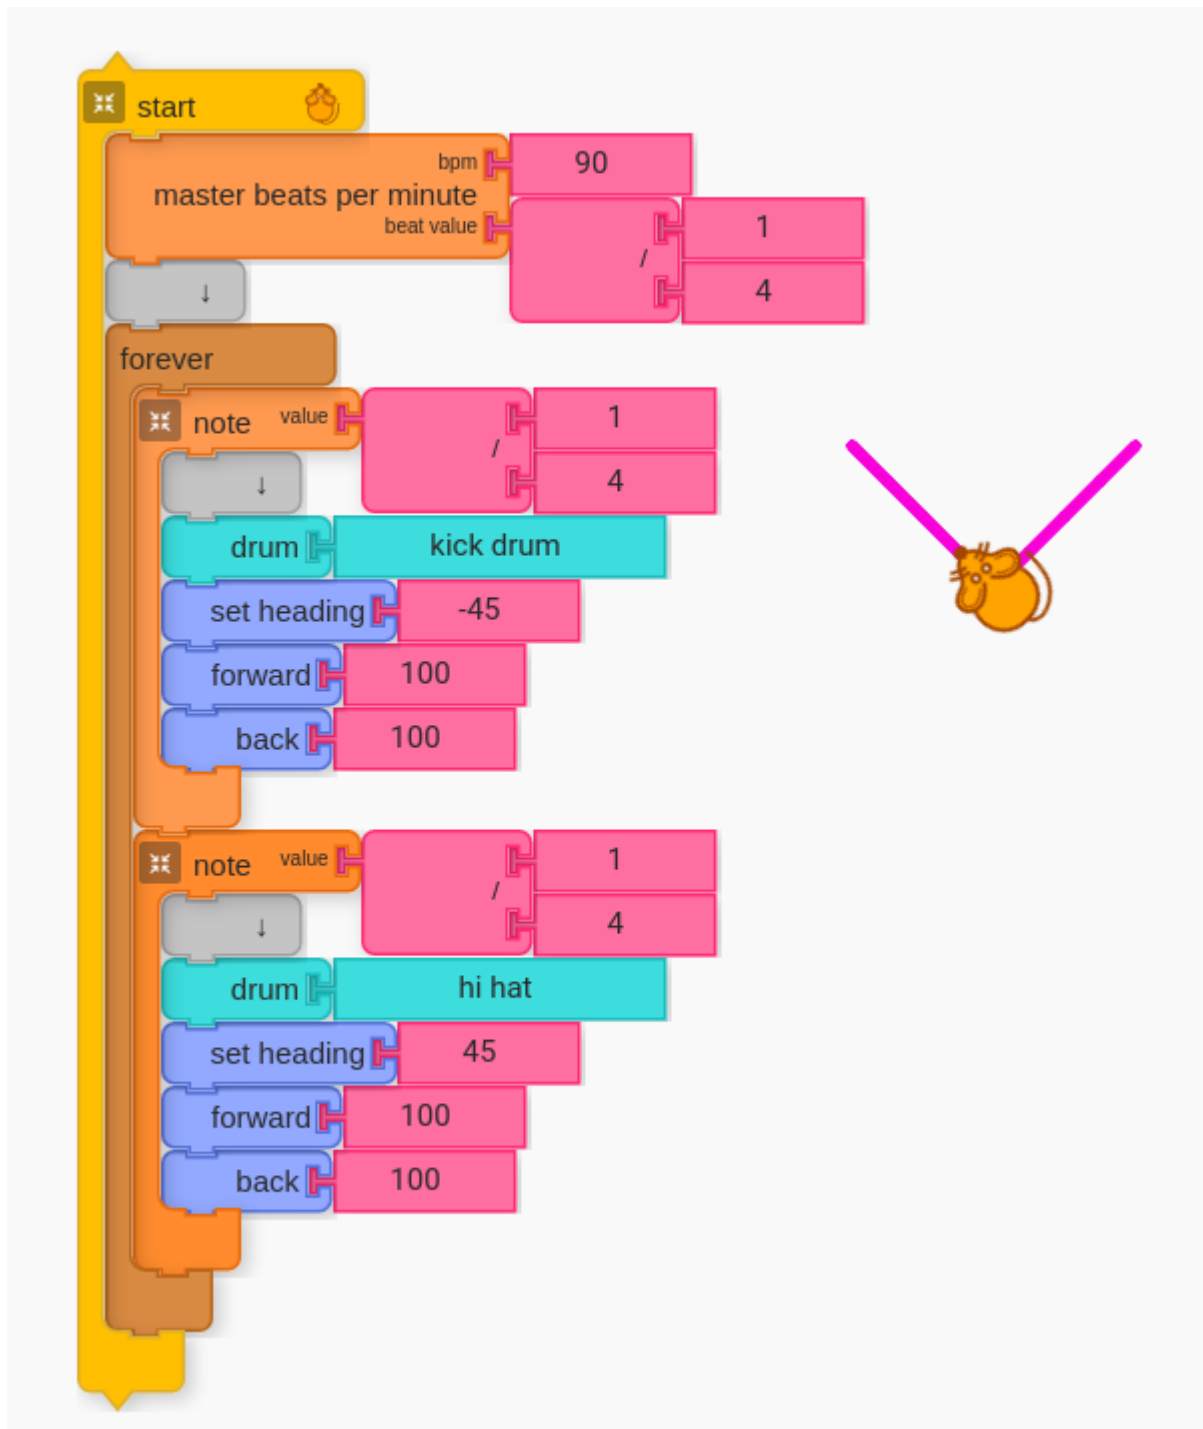 start
bpm 90
master beats per minute
beat value / 1
4
↓
forever
note value / 1
4
↓
drum kick drum
set heading -45
forward 100
back 100
note value / 1
4
↓
drum hi hat
set heading 45
forward 100
back 100